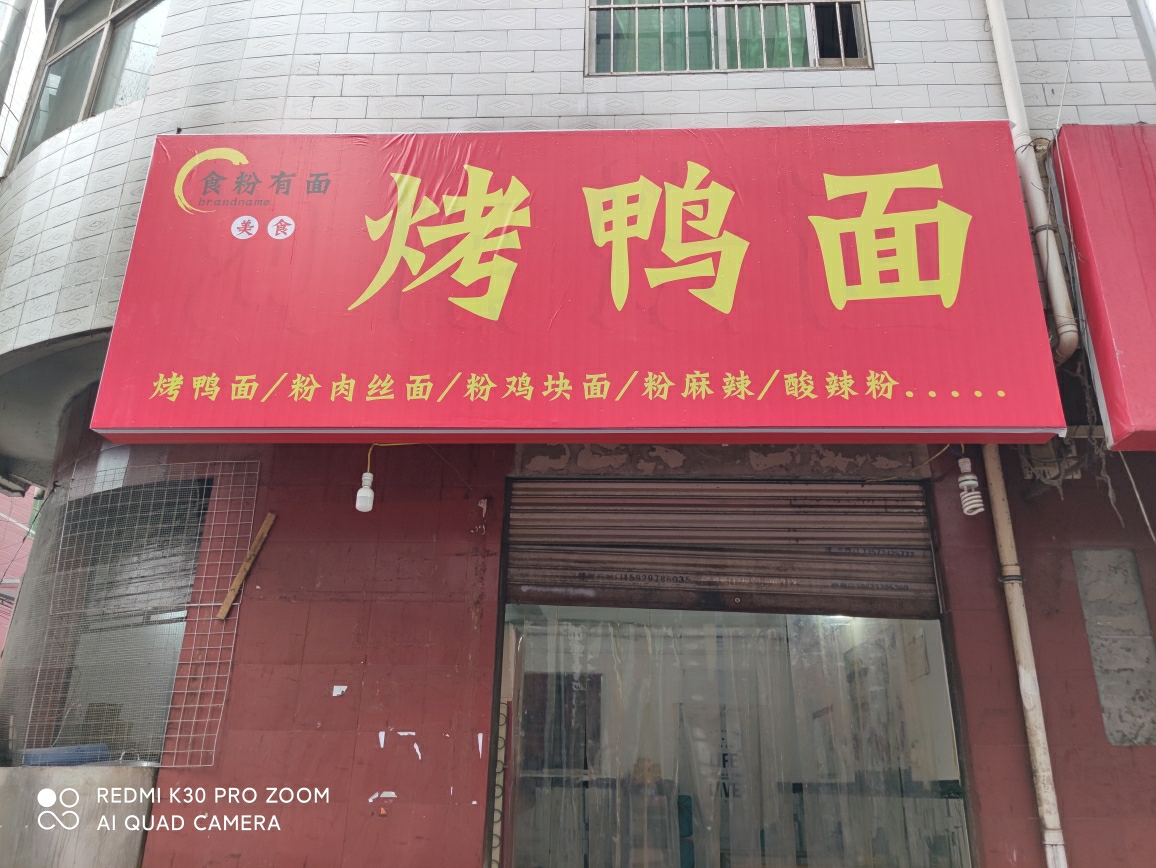 食粉有面
brandname
美食
烤鸭面
烤鸭面/粉肉丝面/粉鸡块面/粉麻辣/酸辣粉.....
REDMI K30 PRO ZOOM
AI QUAD CAMERA